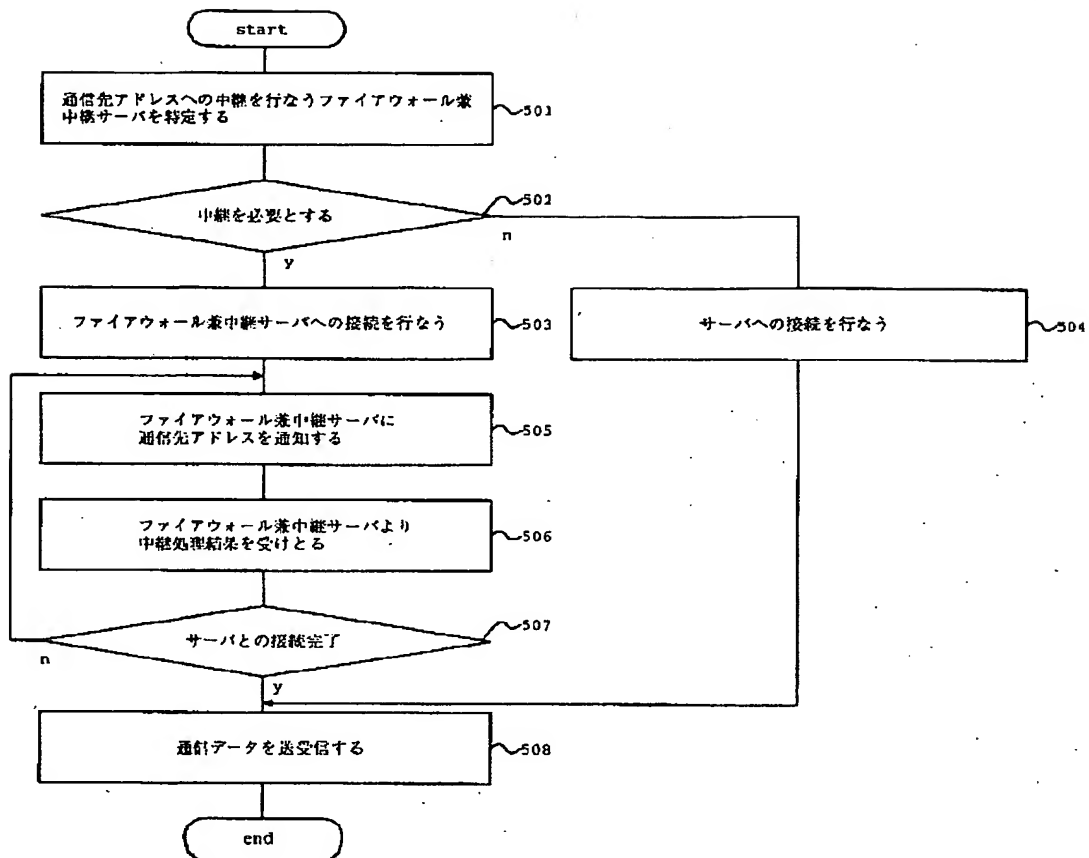 start
通信先アドレスへの中継を行なうファイアウォール兼
中継サーバを特定する
501
中継を必要とする
502
n
y
ファイアウォール兼中継サーバへの接続を行なう
503
サーバへの接続を行なう
504
ファイアウォール兼中継サーバに
通信先アドレスを通知する
505
ファイアウォール兼中継サーバより
中継処理結果を受けとる
506
サーバとの接続完了
507
n
y
通信データを送受信する
508
end